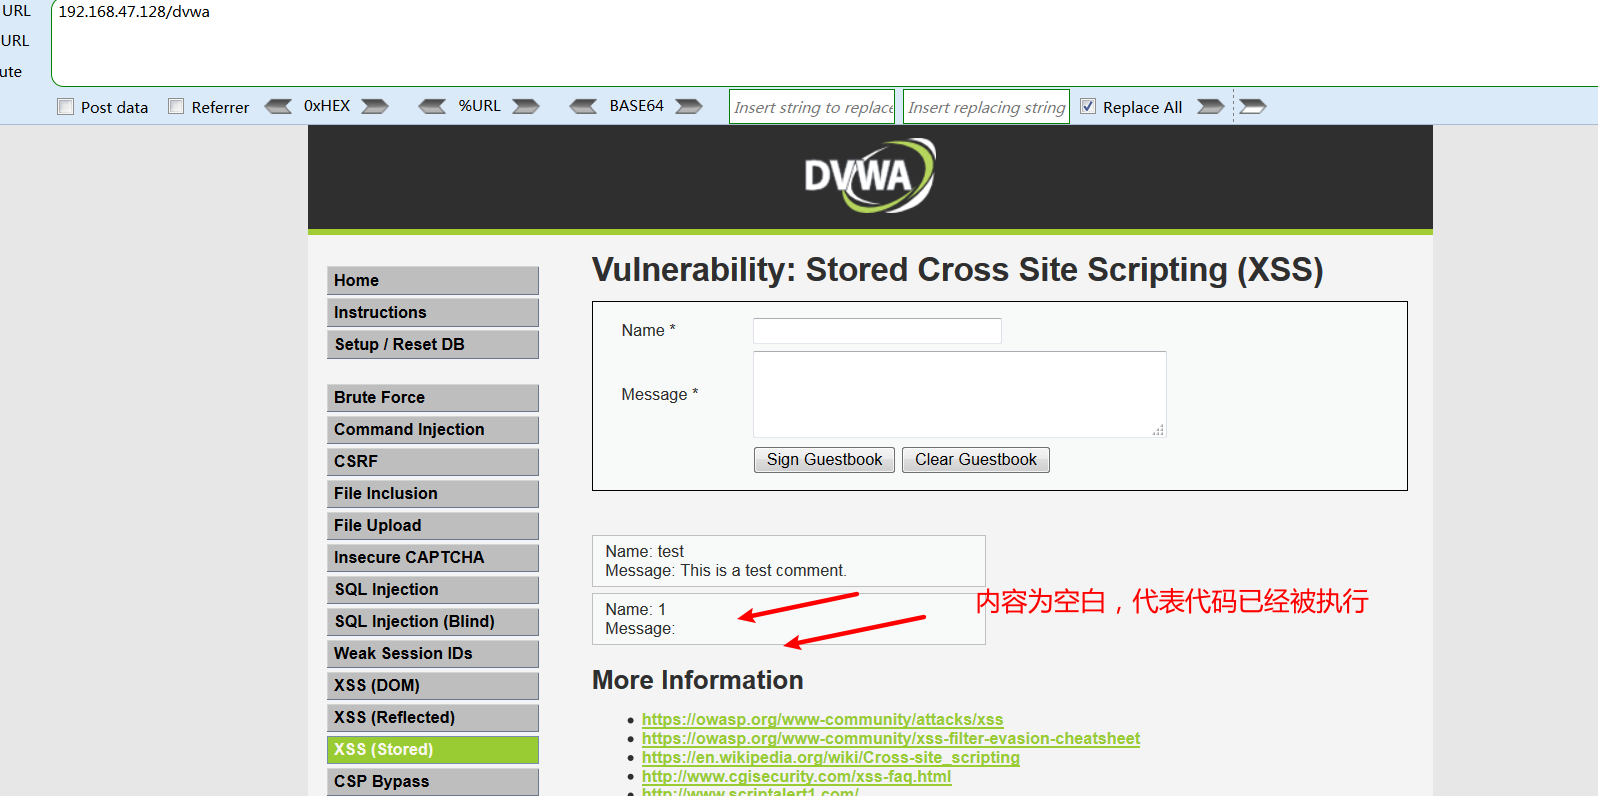 URL
192.168.47.128/dvwa
URL
ute
Post data
Referrer
0xHEX
%URL
BASE64
Insert string to replace
Insert replacing string
Replace All
DVWA
Home
Instructions
Setup / Reset DB
Brute Force
Command Injection
CSRF
File Inclusion
File Upload
Insecure CAPTCHA
SQL Injection
SQL Injection (Blind)
Weak Session IDs
XSS (DOM)
XSS (Reflected)
XSS (Stored)
CSP Bypass
Vulnerability: Stored Cross Site Scripting (XSS)
Name *
Message *
Sign Guestbook
Clear Guestbook
Name: test
Message: This is a test comment.
Name: 1
Message:
内容为空白，代表代码已经被执行
More Information
https://owasp.org/www-community/attacks/xss
https://owasp.org/www-community/xss-filter-evasion-cheatsheet
https://en.wikipedia.org/wiki/Cross-site_scripting
http://www.cgisecurity.com/xss-faq.html
http://www.scriptalert1.com/